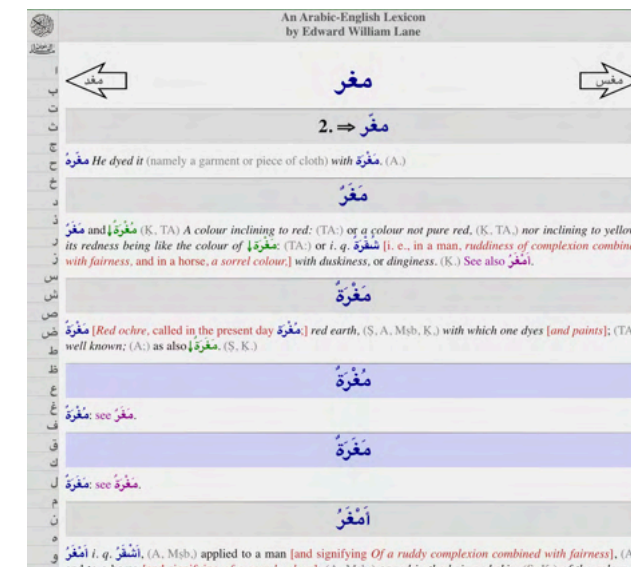 An Arabic-English Lexicon
by Edward William Lane
ا
ب
ت
ث
ج
ح
خ
د
ذ
ر
ز
س
ش
ص
ض
ط
ظ
ع
غ
ف
ق
ك
ل
م
ن
ه
و
مغد
مغر
مغس
2. ⇒ مغّر
مغّرهُ He dyed it (namely a garment or piece of cloth) with مَغْرَة. (A.)
مَغَرٌ
مَغَرٌ and ↓ مُغْرَةٌ (K, TA) A colour inclining to red: (TA:) or a colour not pure red, (K, TA,) nor inclining to yellow
its redness being like the colour of ↓ مَغْرَة: (TA:) or i. q. شُقْرَةٌ [i. e., in a man, ruddiness of complexion combin
with fairness, and in a horse, a sorrel colour,] with duskiness, or dinginess. (K.) See also أَمْغَرُ.
مَغْرَةٌ
مَغْرَةٌ [Red ochre, called in the present day مُغْرَة;] red earth, (S, A, Mṣb, K,) with which one dyes [and paints]; (TA
well known; (A:) as also ↓ مَغَرَةٌ. (S, K.)
مُغْرَةٌ
مُغْرَةٌ: see مَغَرٌ.
مَغَرَةٌ
مَغَرَةٌ: see مَغْرَةٌ.
أَمْغَرُ
أَمْغَرُ i. q. أَشْقَرُ, (A, Mṣb,) applied to a man [and signifying Of a ruddy complexion combined with fairness], (A